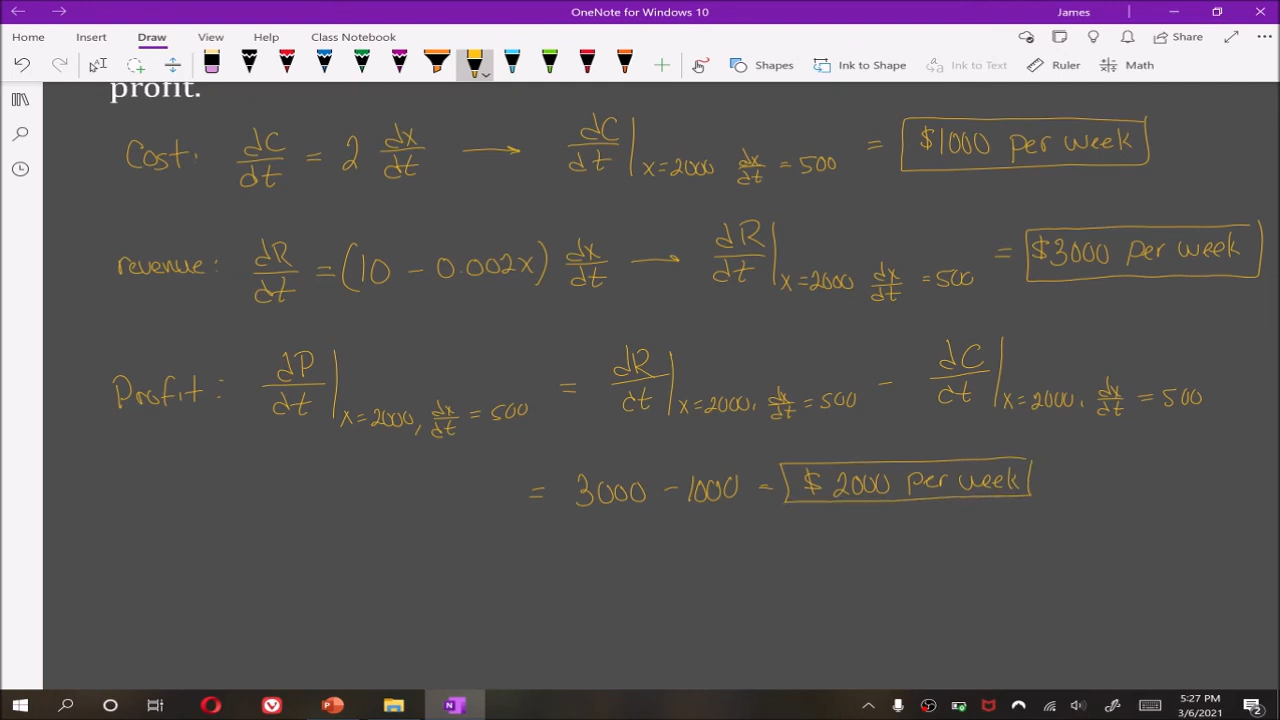 OneNote for Windows 10
James
Home Insert Draw View Class Notebook
Share
Shapes Ink to Shape Ink to Text Ruler Math
profit.
Cost: dC/dt = 2 dx/dt → dC/dt | x=2000 dx/dt = 500 = $1000 per week
revenue: dR/dt = (10 - 0.002x) dx/dt → dR/dt | x=2000 dx/dt = 500 = $3000 per week
Profit: dP/dt | x=2000, dx/dt = 500 = dR/dt | x=2000, dx/dt = 500 - dC/dt | x=2000, dx/dt = 500
= 3000 - 1000 = $ 2000 per week
5:27 PM
3/6/2021
2